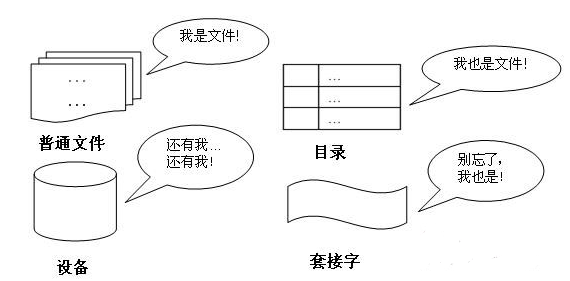 我是文件!
...
...
普通文件
我也是文件!
...
...
...
目录
还有我...
还有我!
设备
别忘了,
我也是!
套接字